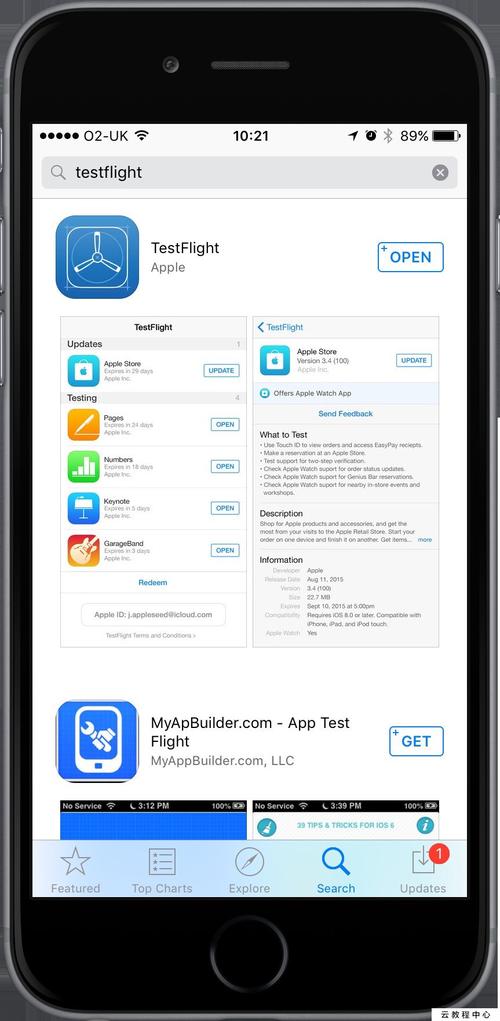 O2-UK 10:21 89%
testflight
TestFlight
Apple
OPEN
TestFlight
Updates 1
Apple Store
Expires in 29 days
Apple Inc.
UPDATE
Testing 4
Pages
Expires in 24 days
Apple Inc.
OPEN
Numbers
Expires in 18 days
Apple Inc.
OPEN
Keynote
Expires in 5 days
Apple Inc.
OPEN
GarageBand
Expires in 3 days
Apple Inc.
OPEN
Redeem
Apple ID: j.appleseed@icloud.com
TestFlight Terms and Conditions >
TestFlight
Apple Store
Version 3.4 (100)
Apple Inc.
UPDATE
Offers Apple Watch App
Send Feedback
What to Test
• Use Touch ID to view orders and access EasyPay reciepts.
• Make a reservation at an Apple Store.
• Test support for two-step verification.
• Check Apple Watch suport for order status updates.
• Check Apple Watch suport for Genius Bar reservations.
• Check Apple Watch suport for nearby in-store events and
workshops.
Description
Shop for Apple products and accessories, and get the
most from your visits to the Apple Retail Store. Start your
order on one device and finish it on another. Get items... more
Information
Developer Apple
Release Date Aug 11, 2015
Version 3.4 (100)
Size 22.7 MB
Expires Sept 10, 2015 at 5:00pm
Compatibility Requires iOS 8.0 or later. Compatible with
iPhone, iPad, and iPod touch.
Apple Watch Yes
MyApBuilder.com - App Test
Flight
MyAppBuilder.com, LLC
GET
No Service 3:12 PM 100%
No Service 3:39 PM 100%
39 TIPS & TRICKS FOR IOS 6
Featured
Top Charts
Explore
Search
Updates
1
云教程中心